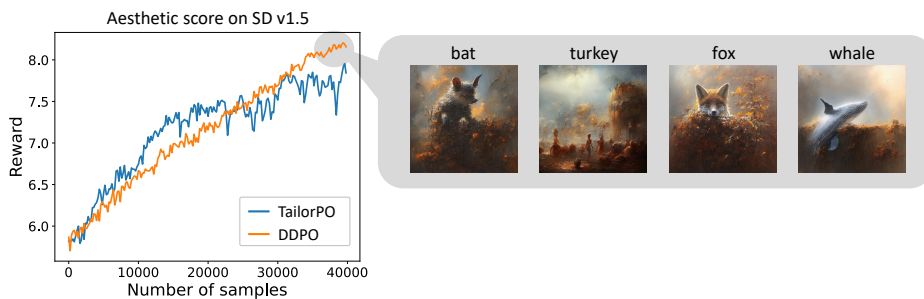 Aesthetic score on SD v1.5
Reward
8.0
7.5
7.0
6.5
6.0
TailorPO
DDPO
0 10000 20000 30000 40000
Number of samples
bat turkey fox whale